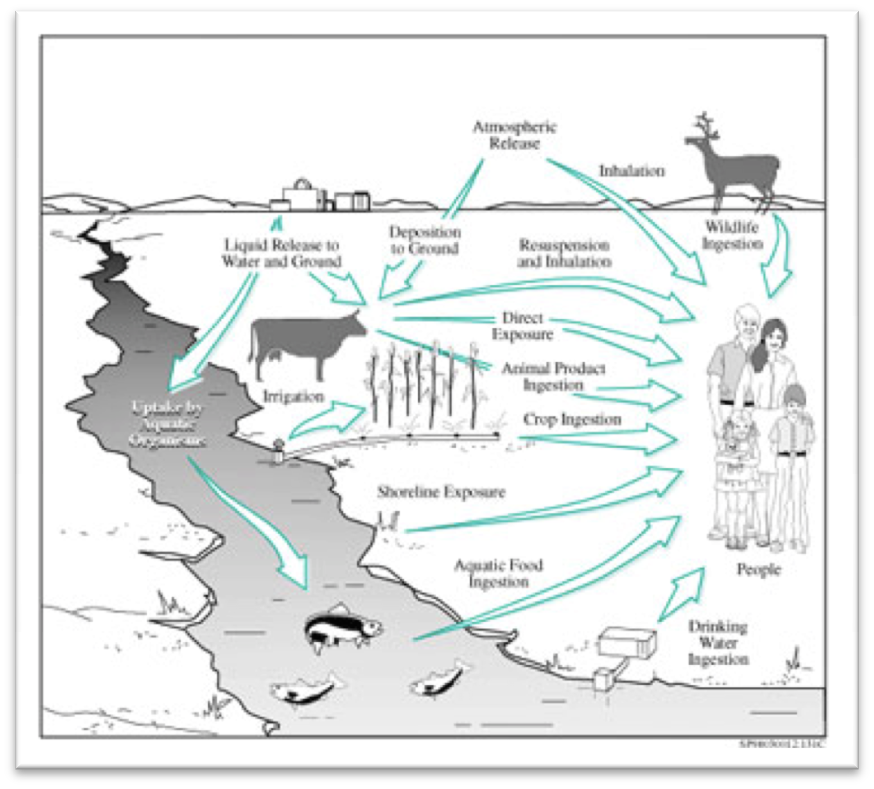 Atmospheric
Release
Inhalation
Wildlife
Ingestion
Liquid Release to
Water and Ground
Deposition
to Ground
Resuspension
and Inhalation
Direct
Exposure
Animal Product
Ingestion
Irrigation
Uptake by
Aquatic
Organisms
Crop Ingestion
Shoreline Exposure
Aquatic Food
Ingestion
People
Drinking
Water
Ingestion